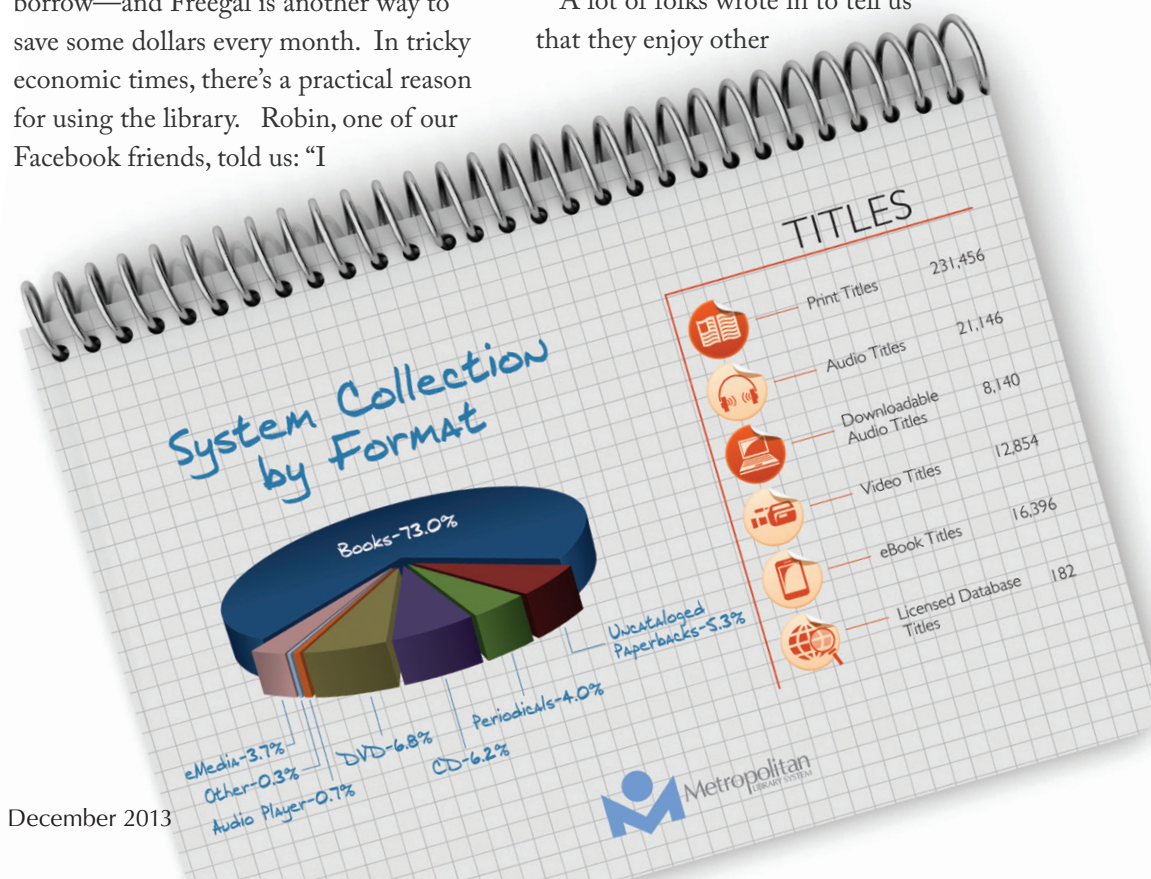 borrow—and Freegal is another way to
save some dollars every month.  In tricky
economic times, there's a practical reason
for using the library.   Robin, one of our
Facebook friends, told us: “I
A lot of folks wrote in to tell us
that they enjoy other
System Collection
by Format
Books-73.0%
Uncataloged
Paperbacks-5.3%
Periodicals-4.0%
CD-6.2%
DVD-6.8%
eMedia-3.7%
Other-0.3%
Audio Player-0.7%
TITLES
Print Titles 231,456
Audio Titles 21,146
Downloadable
Audio Titles 8,140
Video Titles 12,854
eBook Titles 16,396
Licensed Database
Titles 182
Metropolitan
LIBRARY SYSTEM
December 2013